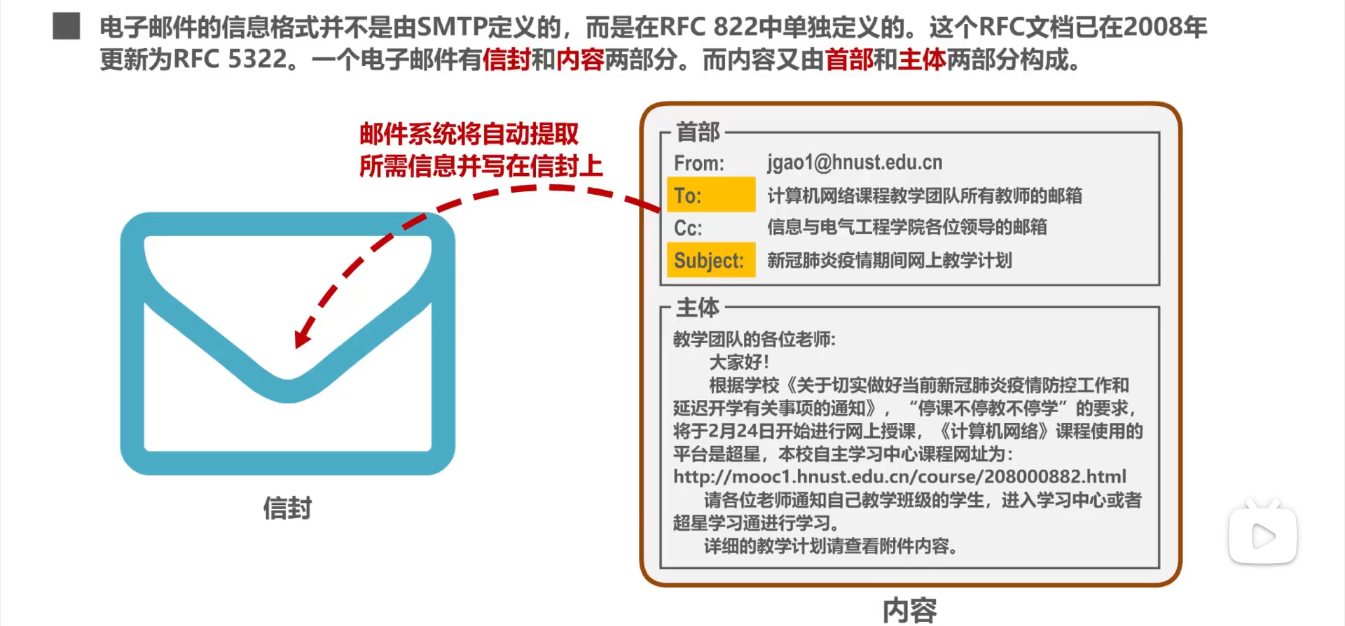 电子邮件的信息格式并不是由SMTP定义的，而是在RFC 822中单独定义的。这个RFC文档已在2008年
更新为RFC 5322。一个电子邮件有信封和内容两部分。而内容又由首部和主体两部分构成。
邮件系统将自动提取
所需信息并写在信封上
信封
首部
From: jgao1@hnust.edu.cn
To: 计算机网络课程教学团队所有教师的邮箱
Cc: 信息与电气工程学院各位领导的邮箱
Subject: 新冠肺炎疫情期间网上教学计划
主体
教学团队的各位老师:
大家好！
根据学校《关于切实做好当前新冠肺炎疫情防控工作和
延迟开学有关事项的通知》，“停课不停教不停学”的要求，
将于2月24日开始进行网上授课，《计算机网络》课程使用的
平台是超星，本校自主学习中心课程网址为：
http://mooc1.hnust.edu.cn/course/208000882.html
请各位老师通知自己教学班级的学生，进入学习中心或者
超星学习通进行学习。
详细的教学计划请查看附件内容。
内容